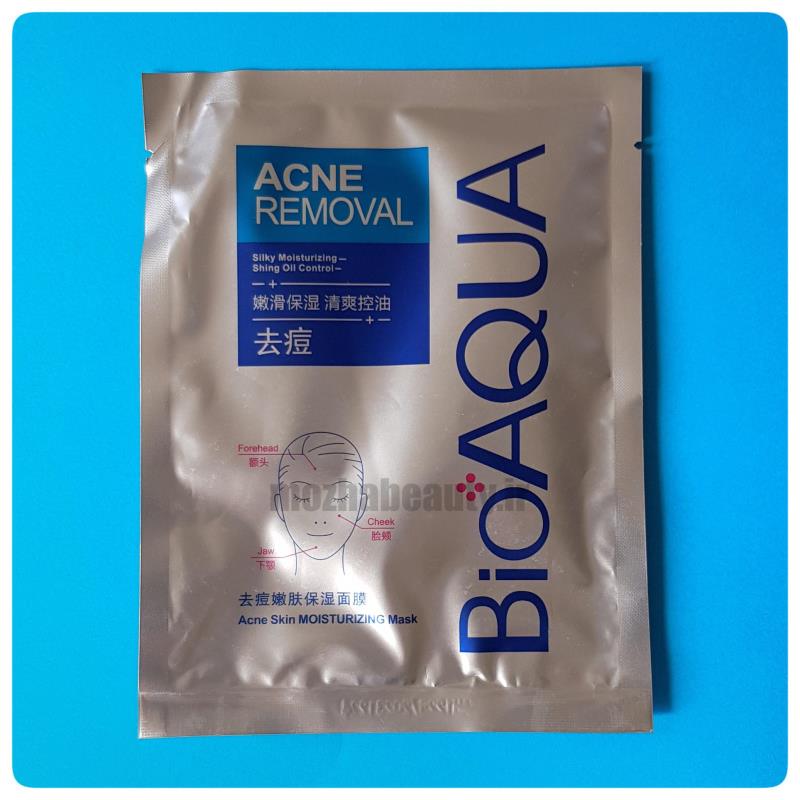 ACNE
REMOVAL
Silky Moisturizing
Shing Oil Control
嫩滑保湿 清爽控油
去痘
BIOAQUA
Forehead
额头
mozhabeauty.ir
Cheek
脸颊
Jaw
下颚
去痘嫩肤保湿面膜
Acne Skin MOISTURIZING Mask